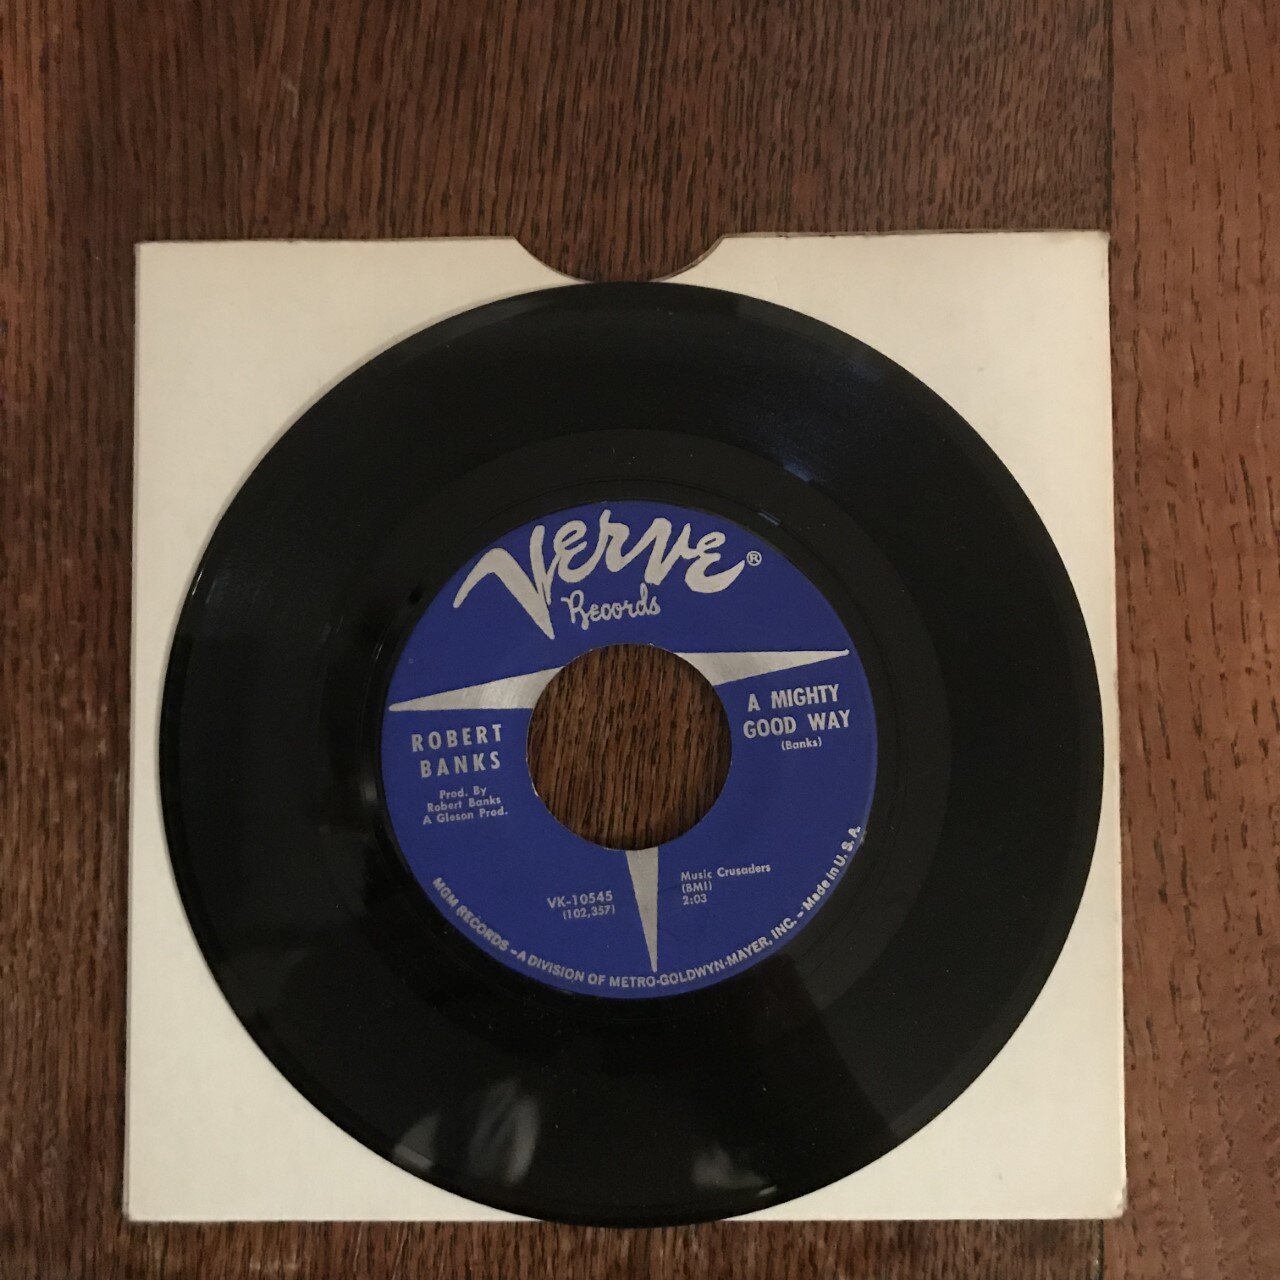 VERVE®
Records
A MIGHTY
GOOD WAY
(Banks)
ROBERT
BANKS
Prod. By
Robert Banks
A Gleson Prod.
VK-10545
(102,357)
Music Crusaders
(BMI)
2:03
MGM RECORDS – A DIVISION OF METRO-GOLDWYN-MAYER, INC. – Made in U. S. A.